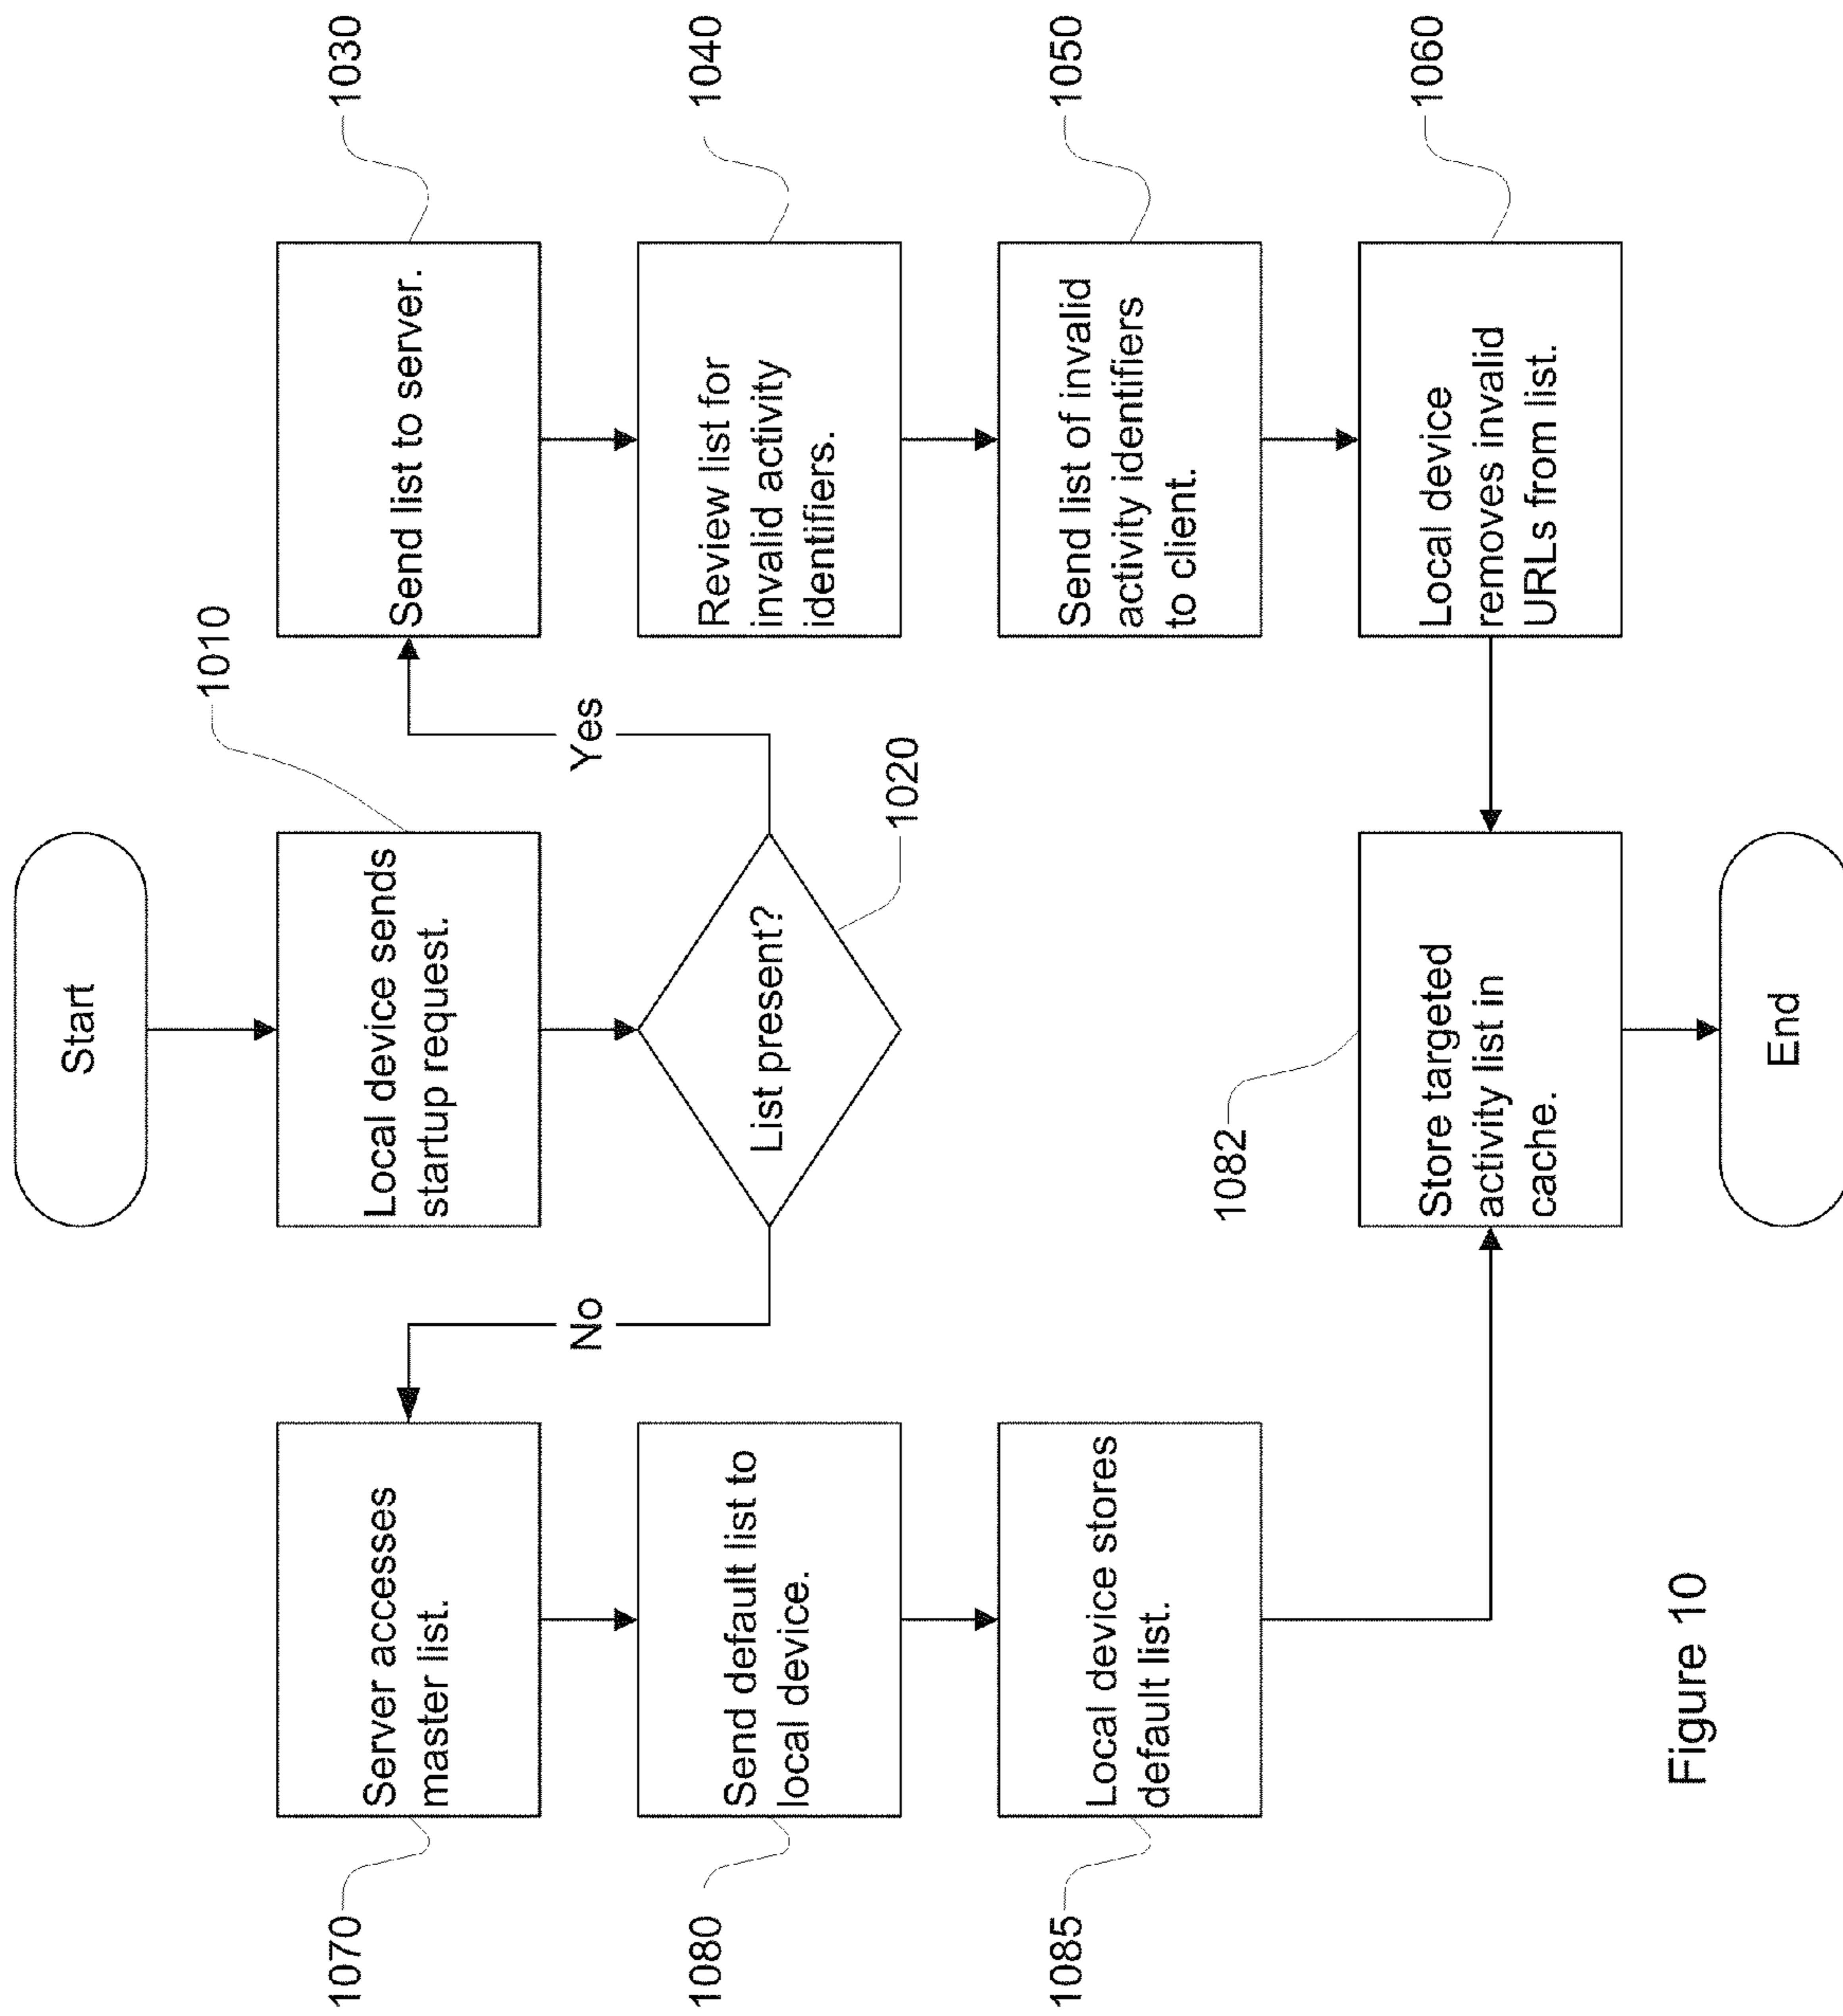 Start
1010
Local device sends
startup request.
List present?
1020
Yes
No
Send list to server.
1030
Review list for
invalid activity
identifiers.
1040
Send list of invalid
activity identifiers
to client.
1050
Local device
removes invalid
URLs from list.
1060
1070
Server accesses
master list.
1080
Send default list to
local device.
1085
Local device stores
default list.
1082
Store targeted
activity list in
cache.
End
Figure 10